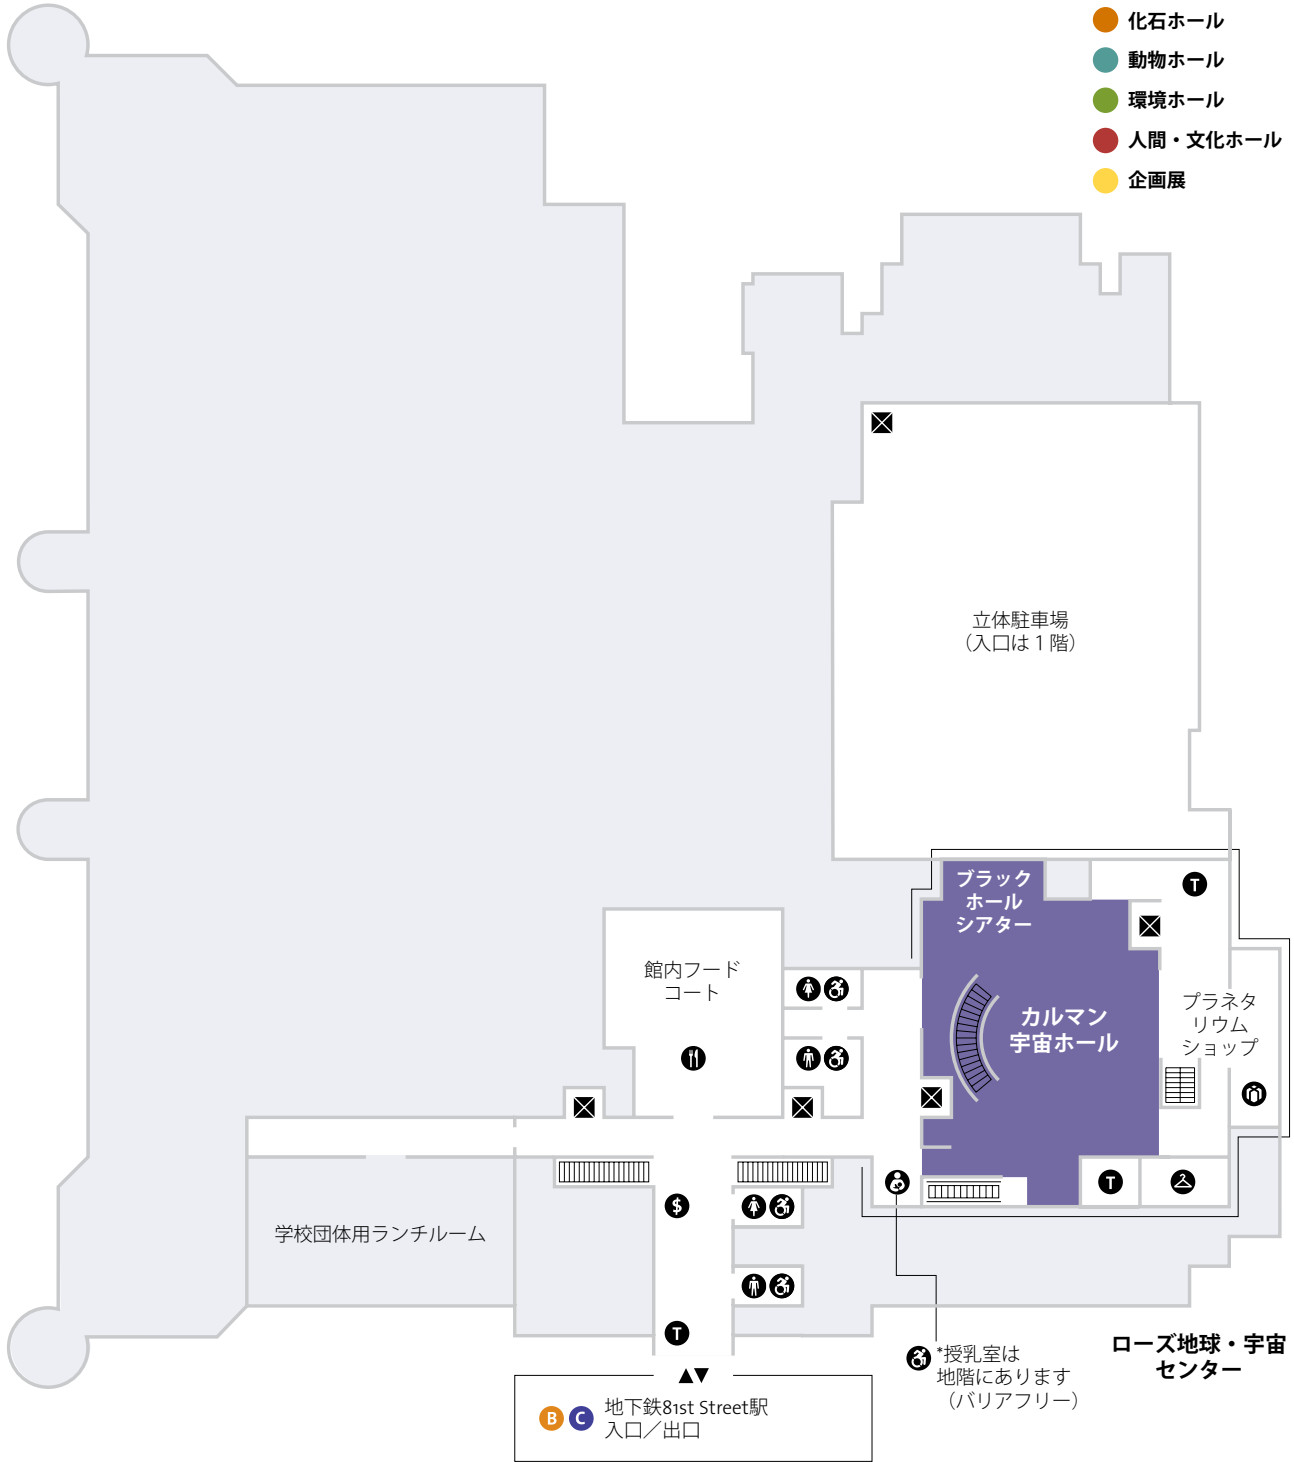 化石ホール
動物ホール
環境ホール
人間・文化ホール
企画展
立体駐車場
（入口は１階）
ブラック
ホール
シアター
T
館内フード
コート
カルマン
宇宙ホール
プラネタ
リウム
ショップ
T
$
学校団体用ランチルーム
T
ローズ地球・宇宙
センター
*授乳室は
地階にあります
（バリアフリー）
B C 地下鉄81st Street駅
入口／出口